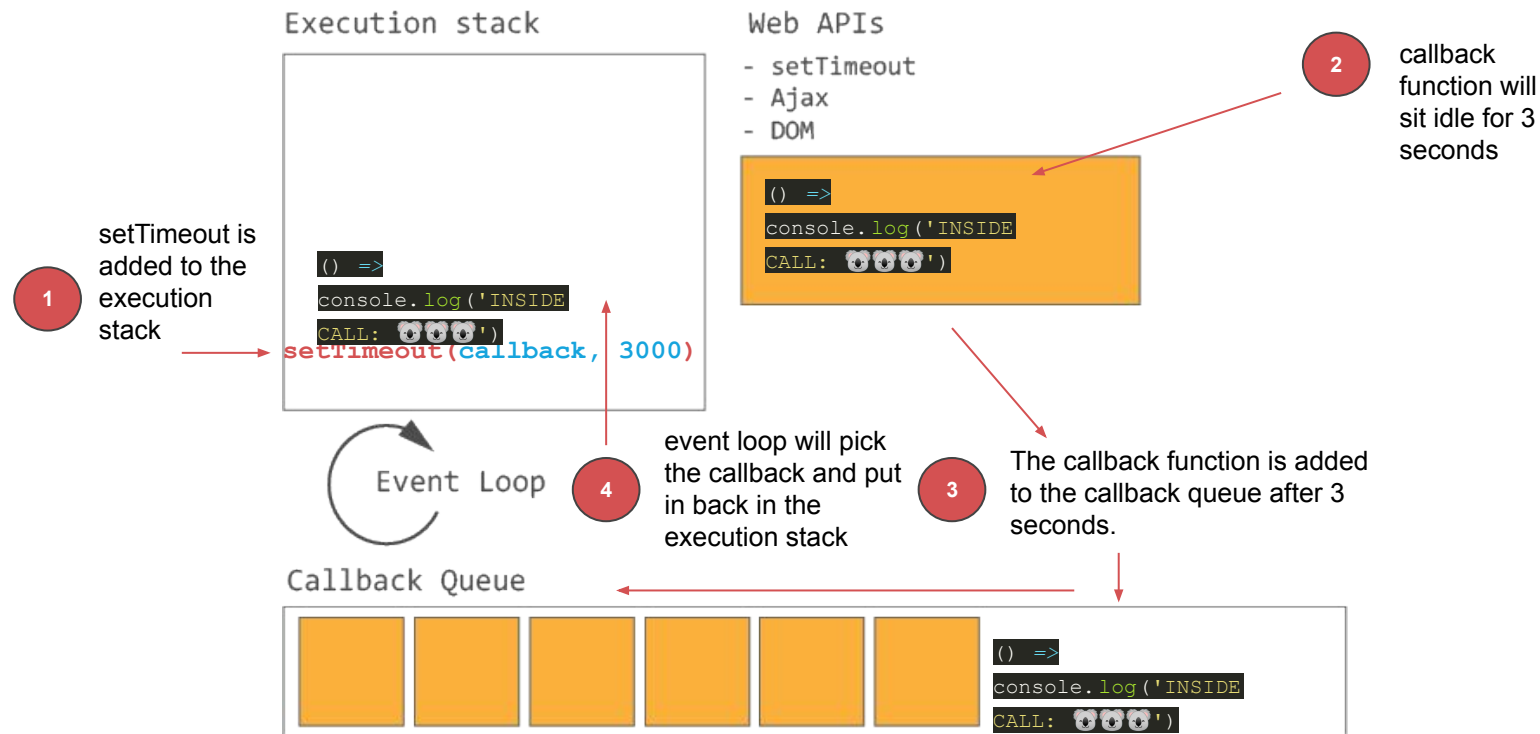 Execution stack
Web APIs
- setTimeout
- Ajax
- DOM
2
callback
function will
sit idle for 3
seconds
() =>
console.log('INSIDE
CALL: 🐨🐨🐨')
1
setTimeout is
added to the
execution
stack
() =>
console.log('INSIDE
CALL: 🐨🐨🐨')
setTimeout(callback, 3000)
Event Loop
4
event loop will pick
the callback and put
in back in the
execution stack
3
The callback function is added
to the callback queue after 3
seconds.
Callback Queue
() =>
console.log('INSIDE
CALL: 🐨🐨🐨')